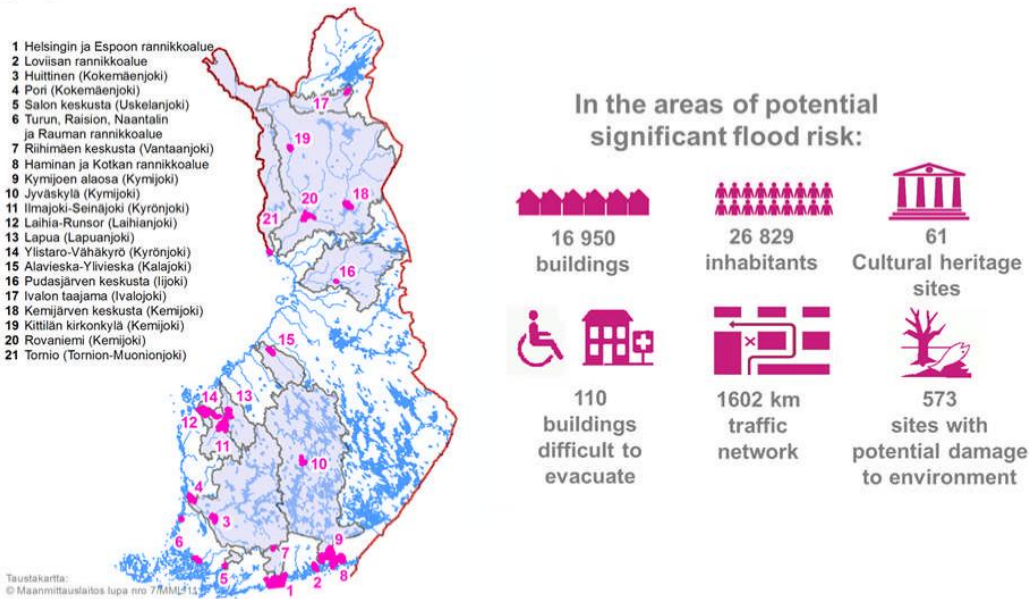 1 Helsingin ja Espoon rannikkoalue
2 Loviisan rannikkoalue
3 Huittinen (Kokemäenjoki)
4 Pori (Kokemäenjoki)
5 Salon keskusta (Uskelanjoki)
6 Turun, Raision, Naantalin
ja Rauman rannikkoalue
7 Riihimäen keskusta (Vantaanjoki)
8 Haminan ja Kotkan rannikkoalue
9 Kymijoen alaosa (Kymijoki)
10 Jyväskylä (Kymijoki)
11 Ilmajoki-Seinäjoki (Kyrönjoki)
12 Laihia-Runsor (Laihianjoki)
13 Lapua (Lapuanjoki)
14 Ylistaro-Vähäkyrö (Kyrönjoki)
15 Alavieska-Ylivieska (Kalajoki)
16 Pudasjärven keskusta (Iijoki)
17 Ivalon taajama (Ivalojoki)
18 Kemijärven keskusta (Kemijoki)
19 Kittilän kirkonkylä (Kemijoki)
20 Rovaniemi (Kemijoki)
21 Tornio (Tornion-Muonionjoki)
17
19
20
18
21
16
15
14
13
12
11
10
4
3
6
5
7
9
1
2
8
Taustakartta:
© Maanmittauslaitos lupa nro
In the areas of potential
significant flood risk:
16 950
buildings
26 829
inhabitants
61
Cultural heritage
sites
110
buildings
difficult to
evacuate
1602 km
traffic
network
573
sites with
potential damage
to environment